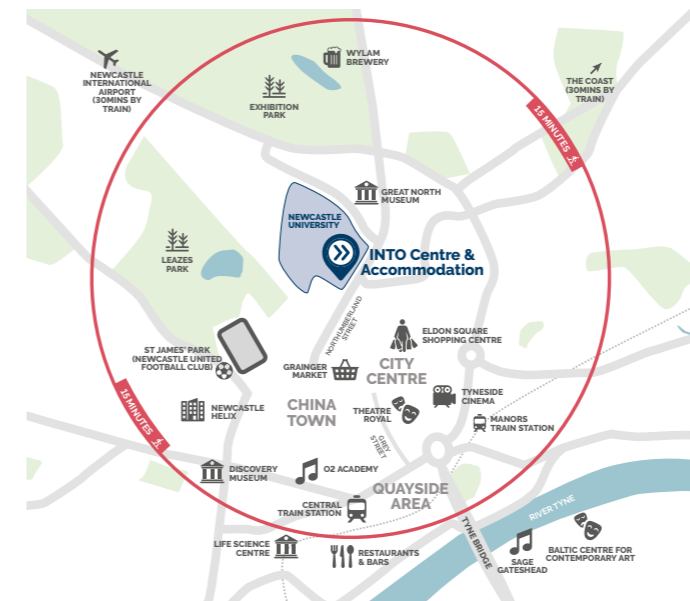 WYLAM
BREWERY
NEWCASTLE
INTERNATIONAL
AIRPORT
(30MINS BY
TRAIN)
THE COAST
(30MINS BY
TRAIN)
EXHIBITION
PARK
15 MINUTES
GREAT NORTH
MUSEUM
NEWCASTLE
UNIVERSITY
INTO Centre &
Accommodation
LEAZES
PARK
NORTHUMBERLAND
STREET
ELDON SQUARE
SHOPPING CENTRE
ST JAMES' PARK
(NEWCASTLE UNITED
FOOTBALL CLUB)
GRAINGER
MARKET
CITY
CENTRE
TYNESIDE
CINEMA
15 MINUTES
NEWCASTLE
HELIX
CHINA
TOWN
THEATRE
ROYAL
MANORS
TRAIN STATION
GREY
STREET
DISCOVERY
MUSEUM
O2 ACADEMY
QUAYSIDE
AREA
CENTRAL
TRAIN STATION
RIVER TYNE
TYNE BRIDGE
LIFE SCIENCE
CENTRE
RESTAURANTS
& BARS
SAGE
GATESHEAD
BALTIC CENTRE FOR
CONTEMPORARY ART